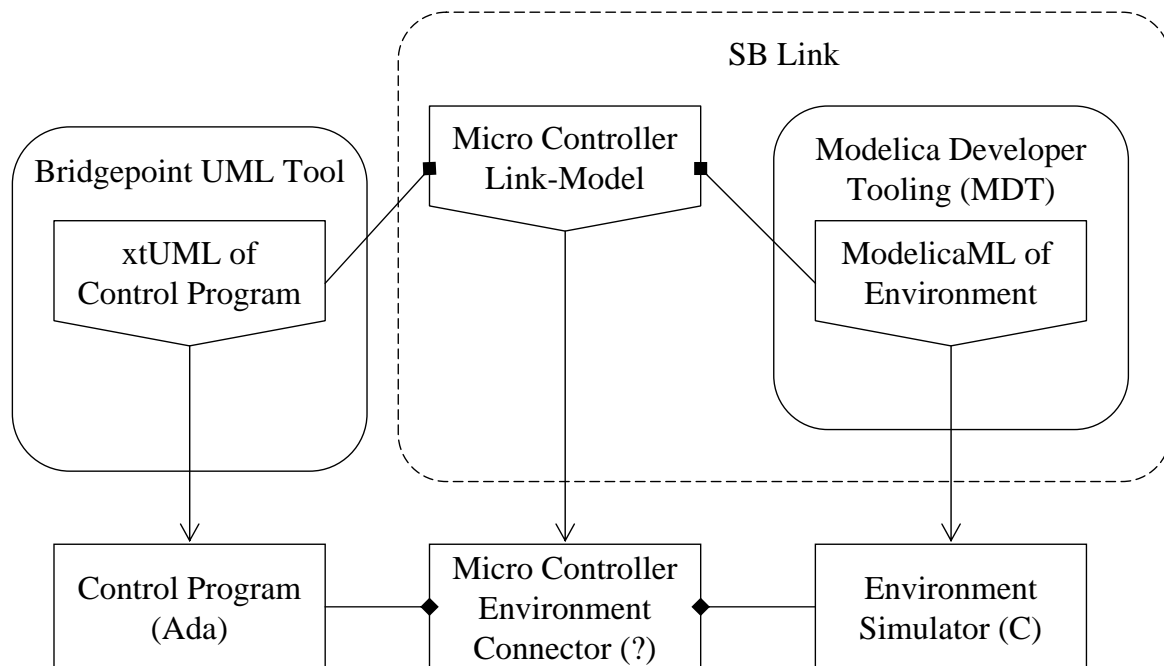 SB Link
Bridgepoint UML Tool
xtUML of
Control Program
Micro Controller
Link-Model
Modelica Developer
Tooling (MDT)
ModelicaML of
Environment
Control Program
(Ada)
Micro Controller
Environment
Connector (?)
Environment
Simulator (C)